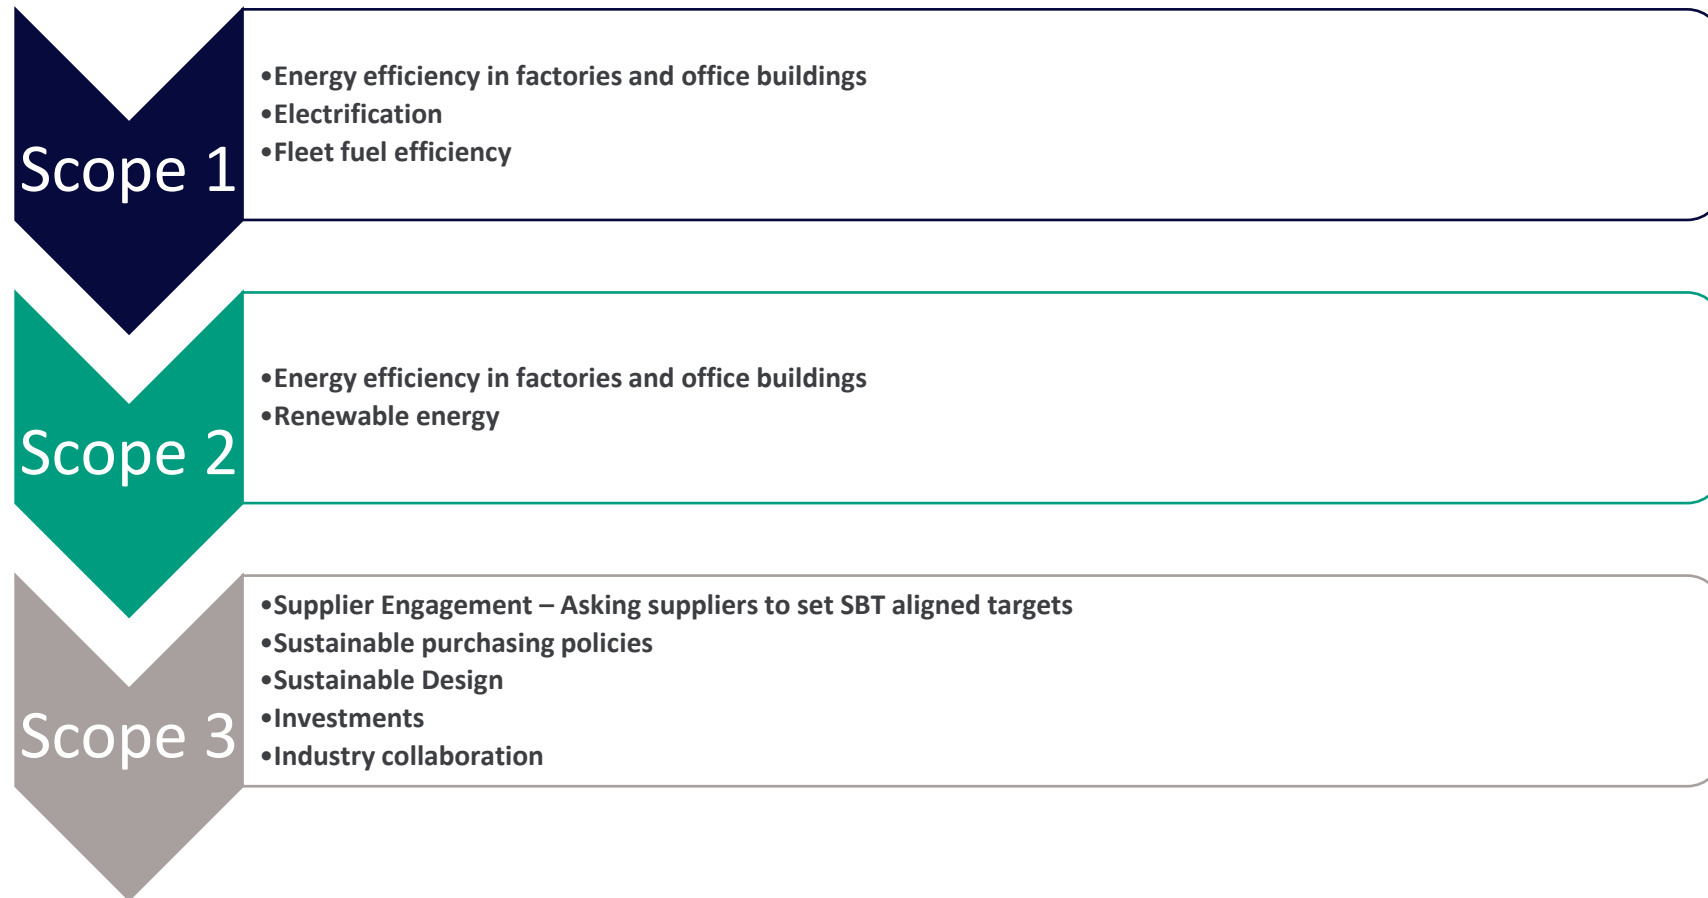 Scope 1
•Energy efficiency in factories and office buildings
•Electrification
•Fleet fuel efficiency
Scope 2
•Energy efficiency in factories and office buildings
•Renewable energy
Scope 3
•Supplier Engagement – Asking suppliers to set SBT aligned targets
•Sustainable purchasing policies
•Sustainable Design
•Investments
•Industry collaboration